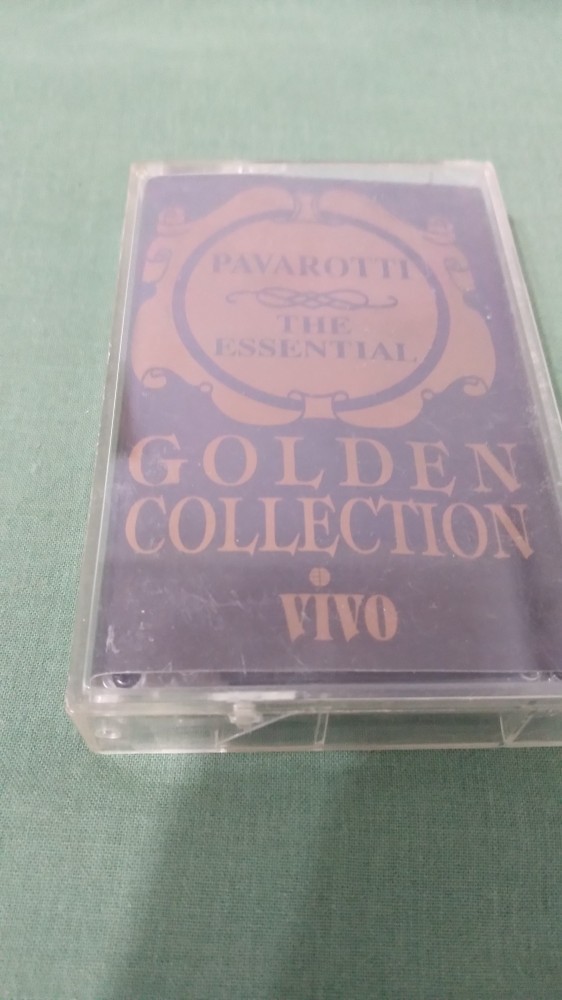 PAVAROTTI
THE
ESSENTIAL
GOLDEN
COLLECTION
vivo